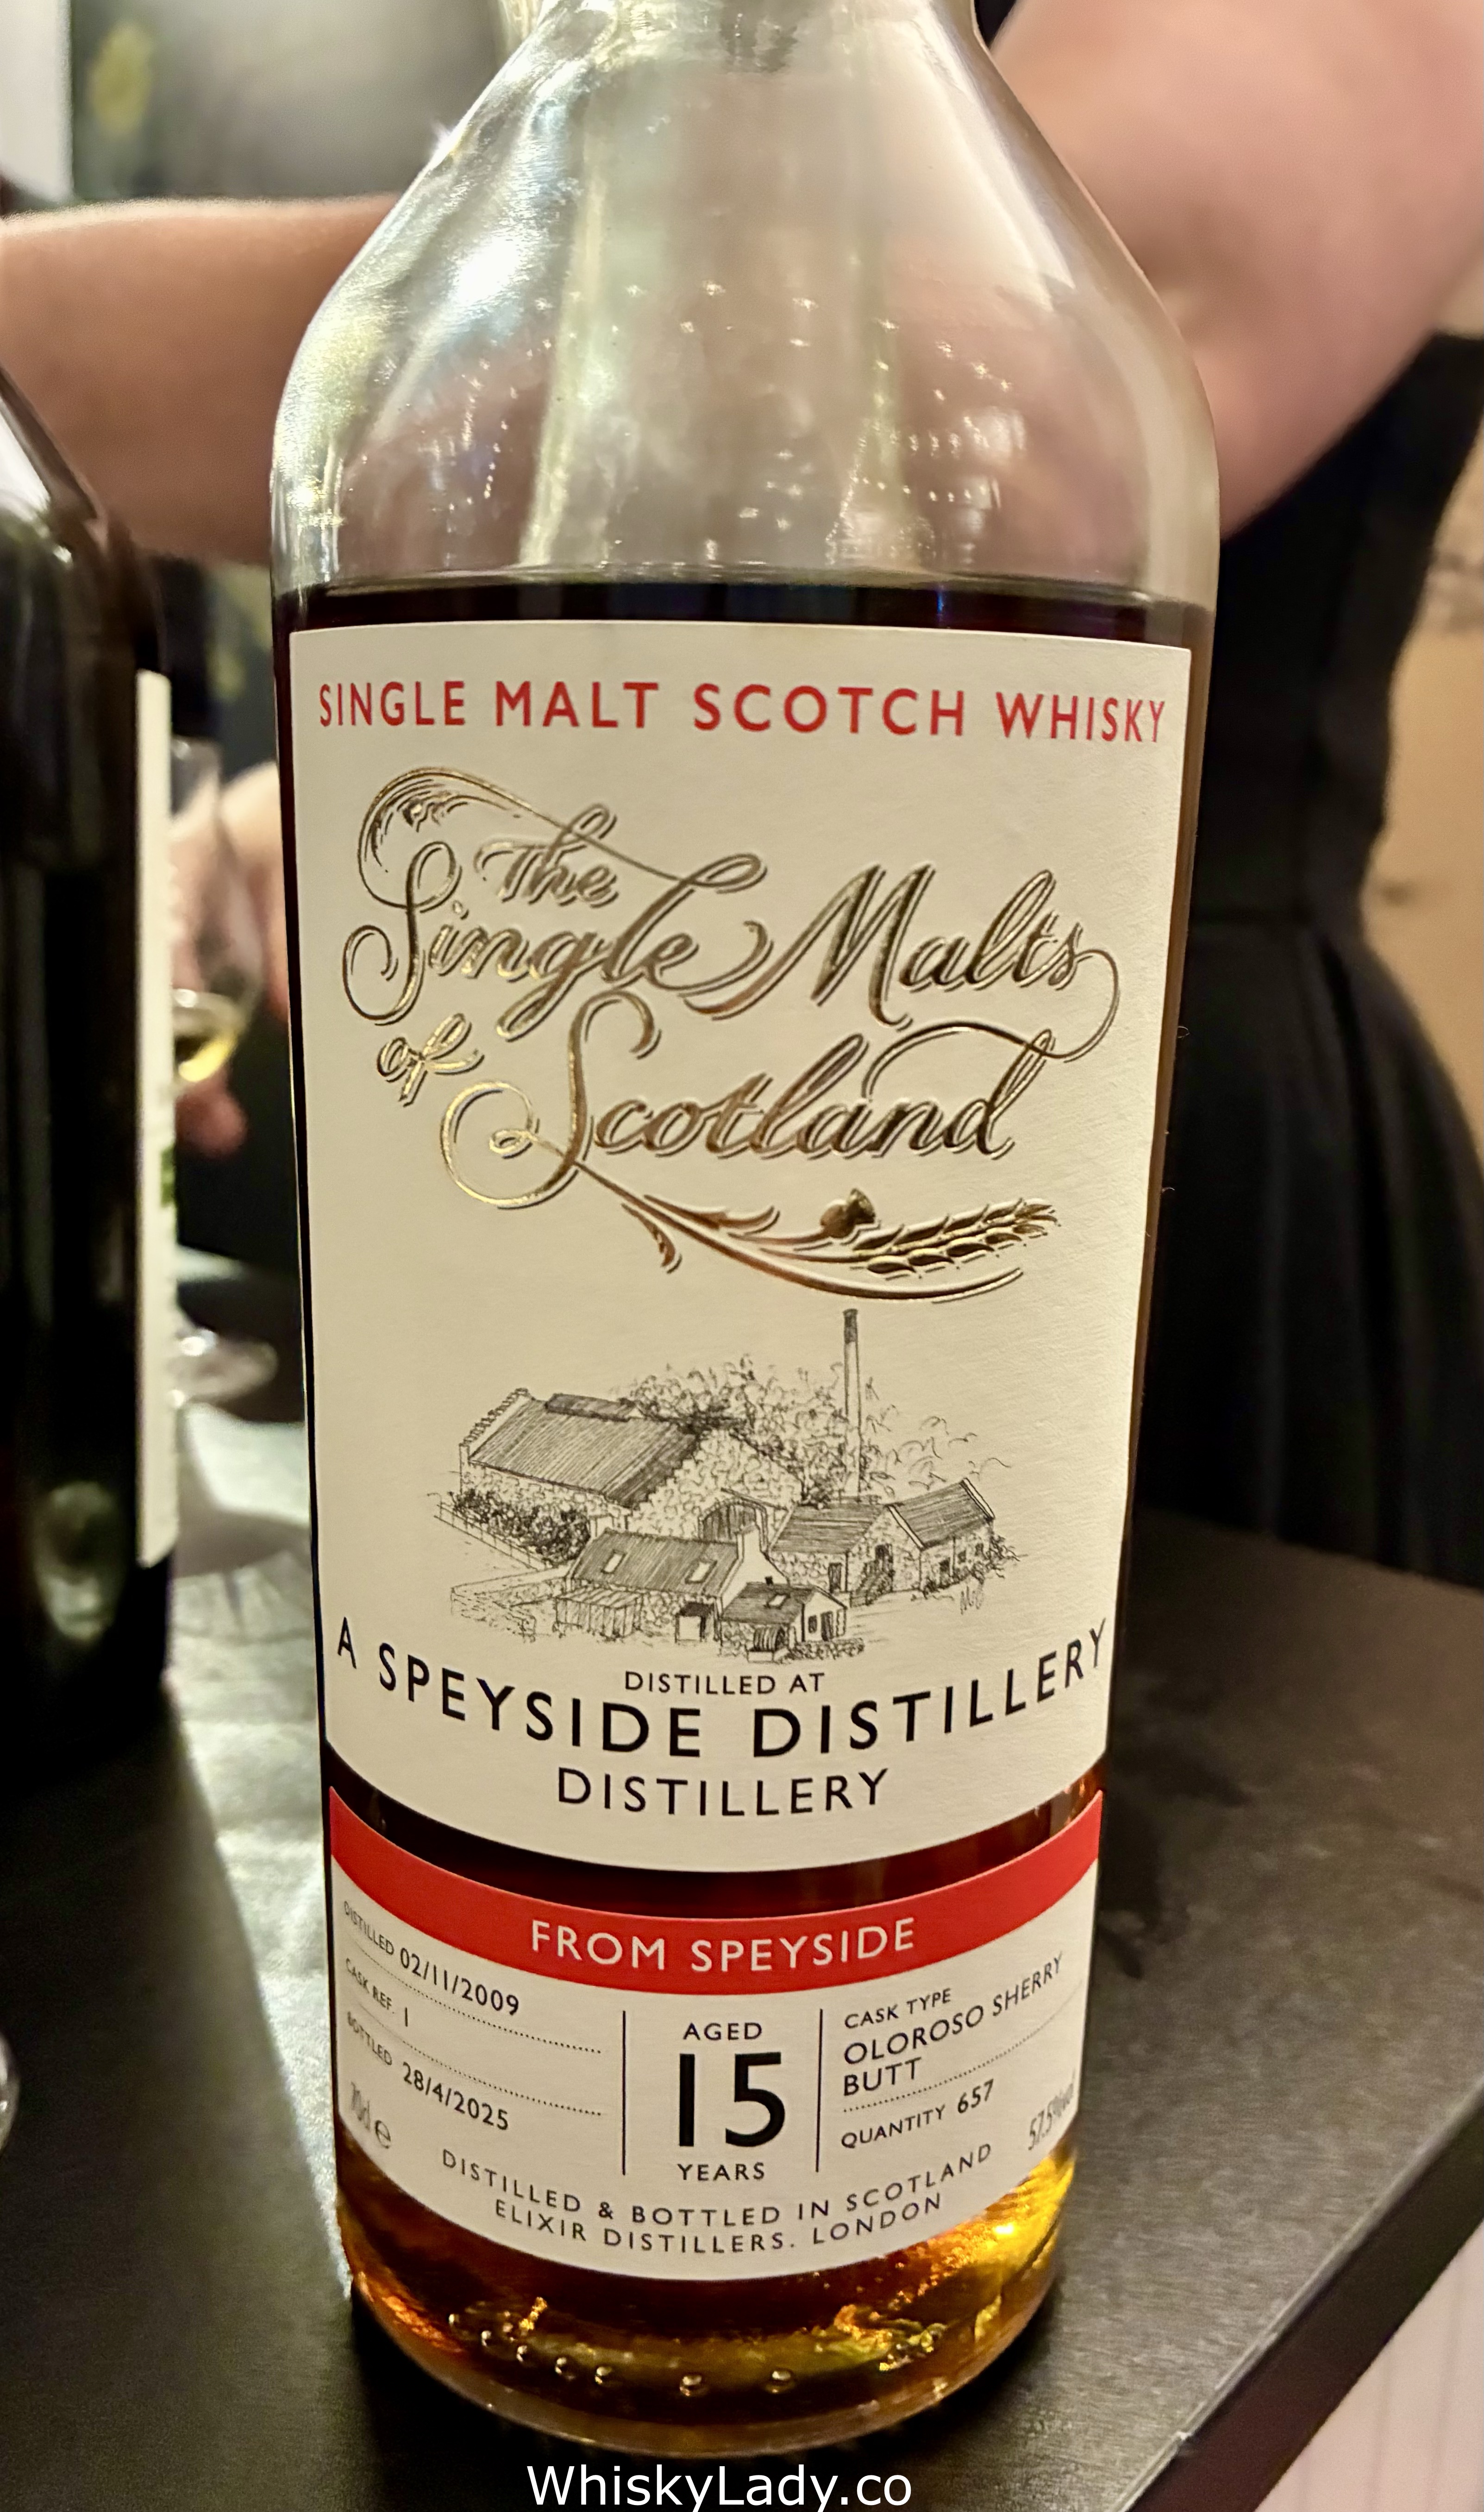 SINGLE MALT SCOTCH WHISKY
The
Single Malts
of Scotland
DISTILLED AT
A SPEYSIDE DISTILLERY
DISTILLERY
FROM SPEYSIDE
DISTILLED 02/11/2009
CASK REF. 1
BOTTLED 28/4/2025
70cl e
AGED
15
YEARS
CASK TYPE
OLOROSO SHERRY
BUTT
QUANTITY 657
57.5%vol
DISTILLED & BOTTLED IN SCOTLAND
ELIXIR DISTILLERS. LONDON
WhiskyLady.co